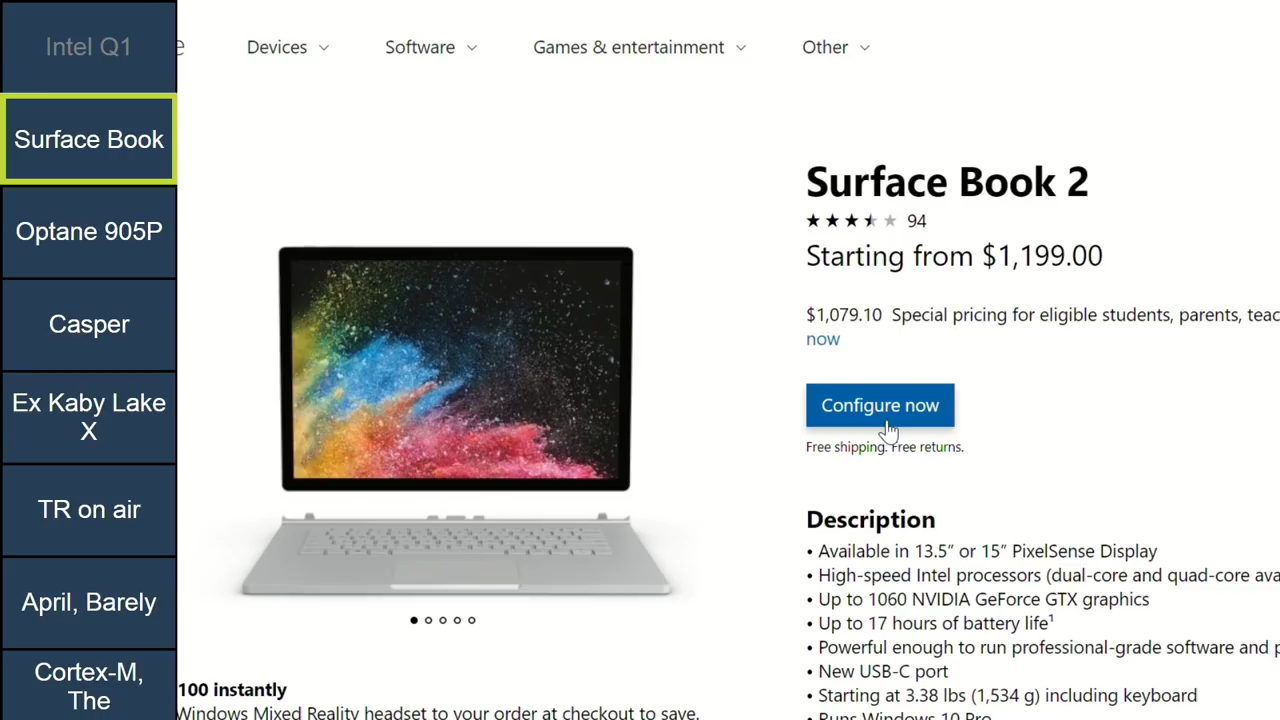 Intel Q1
Surface Book
Optane 905P
Casper
Ex Kaby Lake
X
TR on air
April, Barely
Cortex-M,
The
e
Devices
Software
Games & entertainment
Other
Surface Book 2
94
Starting from $1,199.00
$1,079.10 Special pricing for eligible students, parents, teac
now
Configure now
Free shipping. Free returns.
Description
• Available in 13.5” or 15” PixelSense Display
• High-speed Intel processors (dual-core and quad-core ava
• Up to 1060 NVIDIA GeForce GTX graphics
• Up to 17 hours of battery life¹
• Powerful enough to run professional-grade software and p
• New USB-C port
• Starting at 3.38 lbs (1,534 g) including keyboard
• Runs Windows 10 Pro
100 instantly
Windows Mixed Reality headset to your order at checkout to save.